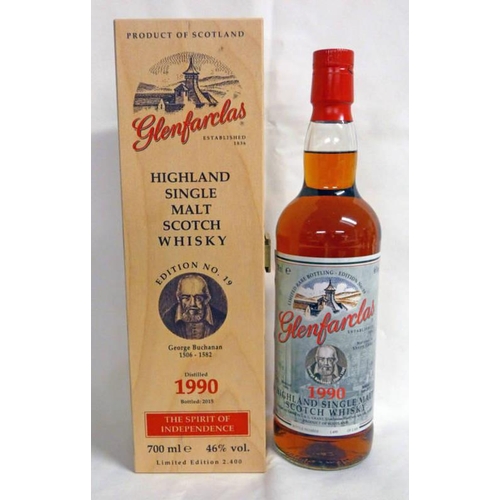 PRODUCT OF SCOTLAND
Glenfarclas
ESTABLISHED
1836
HIGHLAND
SINGLE
MALT
SCOTCH
WHISKY
EDITION No. 19
George Buchanan
1506 - 1582
Distilled
1990
Bottled: 2015
THE SPIRIT OF
INDEPENDENCE
700 ml e 46% vol.
Limited Edition 2.400
Glenfarclas
1990
HIGHLAND SINGLE MALT
SCOTCH WHISKY